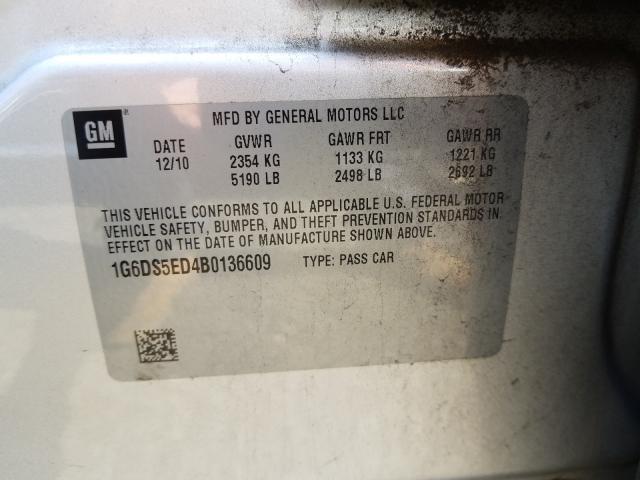 GM
MFD BY GENERAL MOTORS LLC
DATE GVWR GAWR FRT GAWR RR
12/10 2354 KG 1133 KG 1221 KG
5190 LB 2498 LB 2692 LB
THIS VEHICLE CONFORMS TO ALL APPLICABLE U.S. FEDERAL MOTOR
VEHICLE SAFETY, BUMPER, AND THEFT PREVENTION STANDARDS IN
EFFECT ON THE DATE OF MANUFACTURE SHOWN ABOVE.
1G6DS5ED4B0136609 TYPE: PASS CAR